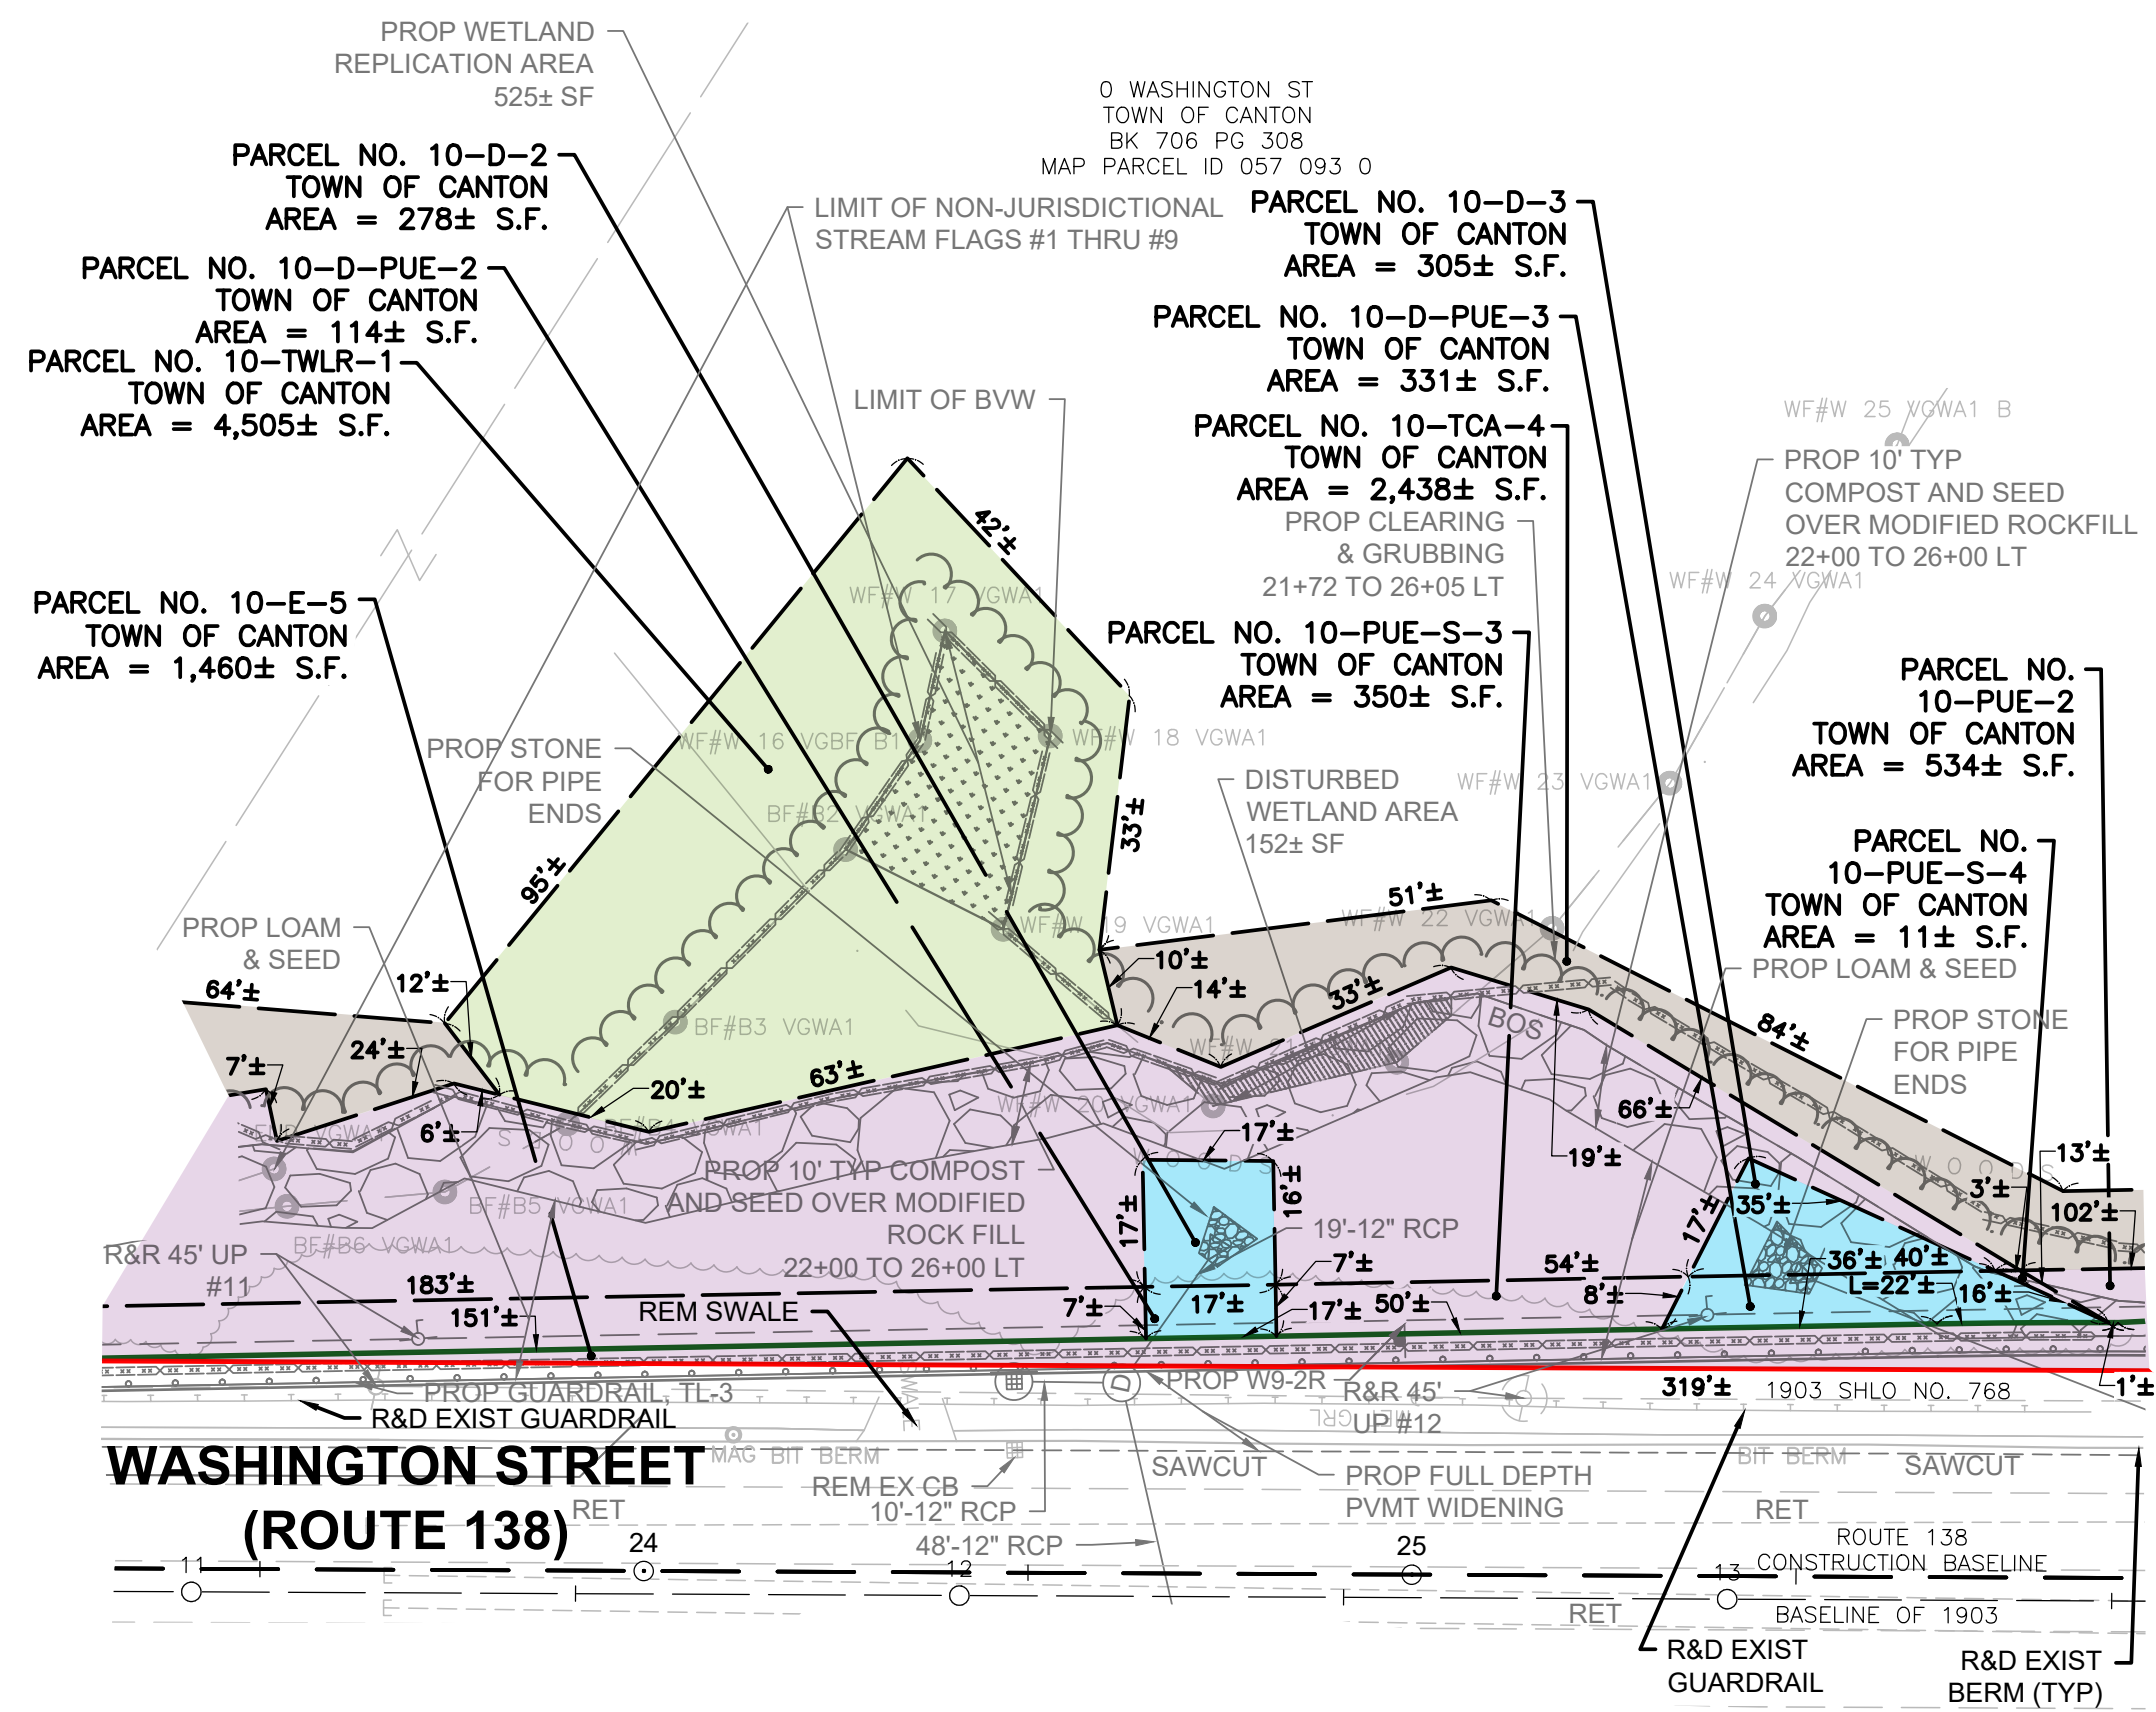 PROP WETLAND
REPLICATION AREA
525± SF
0 WASHINGTON ST
TOWN OF CANTON
BK 706 PG 308
MAP PARCEL ID 057 093 0
PARCEL NO. 10-D-2
TOWN OF CANTON
AREA = 278± S.F.
LIMIT OF NON-JURISDICTIONAL
STREAM FLAGS #1 THRU #9
PARCEL NO. 10-D-3
TOWN OF CANTON
AREA = 305± S.F.
PARCEL NO. 10-D-PUE-2
TOWN OF CANTON
AREA = 114± S.F.
PARCEL NO. 10-D-PUE-3
TOWN OF CANTON
AREA = 331± S.F.
PARCEL NO. 10-TWLR-1
TOWN OF CANTON
AREA = 4,505± S.F.
LIMIT OF BVW
PARCEL NO. 10-TCA-4
TOWN OF CANTON
AREA = 2,438± S.F.
WF#W 25 VGWA1 B
PROP 10' TYP
COMPOST AND SEED
OVER MODIFIED ROCKFILL
22+00 TO 26+00 LT
PROP CLEARING
& GRUBBING
21+72 TO 26+05 LT
42'±
WF#W 24 VGWA1
WF#W 17 VGWA1
PARCEL NO. 10-E-5
TOWN OF CANTON
AREA = 1,460± S.F.
PARCEL NO. 10-PUE-S-3
TOWN OF CANTON
AREA = 350± S.F.
PARCEL NO.
10-PUE-2
TOWN OF CANTON
AREA = 534± S.F.
PROP STONE
FOR PIPE
ENDS
WF#W 16 VGBF B1
WF#W 18 VGWA1
DISTURBED
WETLAND AREA
152± SF
WF#W 23 VGWA1
BF#B2 VGWA1
33'±
95'±
PARCEL NO.
10-PUE-S-4
TOWN OF CANTON
AREA = 11± S.F.
51'±
WF#W 22 VGWA1
WF#W 19 VGWA1
PROP LOAM
& SEED
10'±
PROP LOAM & SEED
64'±
12'±
14'±
33'±
BOS
84'±
PROP STONE
FOR PIPE
ENDS
BF#B3 VGWA1
7'±
24'±
63'±
20'±
WF#W 20 VGWA1
66'±
6'±
17'±
19'±
13'±
WOODS
PROP 10' TYP COMPOST
AND SEED OVER MODIFIED
ROCK FILL
22+00 TO 26+00 LT
BF#B5 VGWA1
17'±
16'±
19'-12" RCP
17'±
35'±
3'±
102'±
BF#B6 VGWA1
R&R 45' UP
#11
183'±
151'±
REM SWALE
7'±
17'±
7'±
17'±
50'±
54'±
8'±
36'±
40'±
L=22'±
16'±
PROP GUARDRAIL, TL-3
R&D EXIST GUARDRAIL
D
PROP W9-2R
R&R 45'
UP #12
319'±
1903 SHLO NO. 768
1'±
WASHINGTON STREET
(ROUTE 138)
MAG
BIT BERM
REM EX CB
10'-12" RCP
48'-12" RCP
SAWCUT
PROP FULL DEPTH
PVMT WIDENING
BIT BERM
SAWCUT
RET
RET
ROUTE 138
CONSTRUCTION BASELINE
24
25
11
12
13
RET
BASELINE OF 1903
R&D EXIST
GUARDRAIL
R&D EXIST
BERM (TYP)